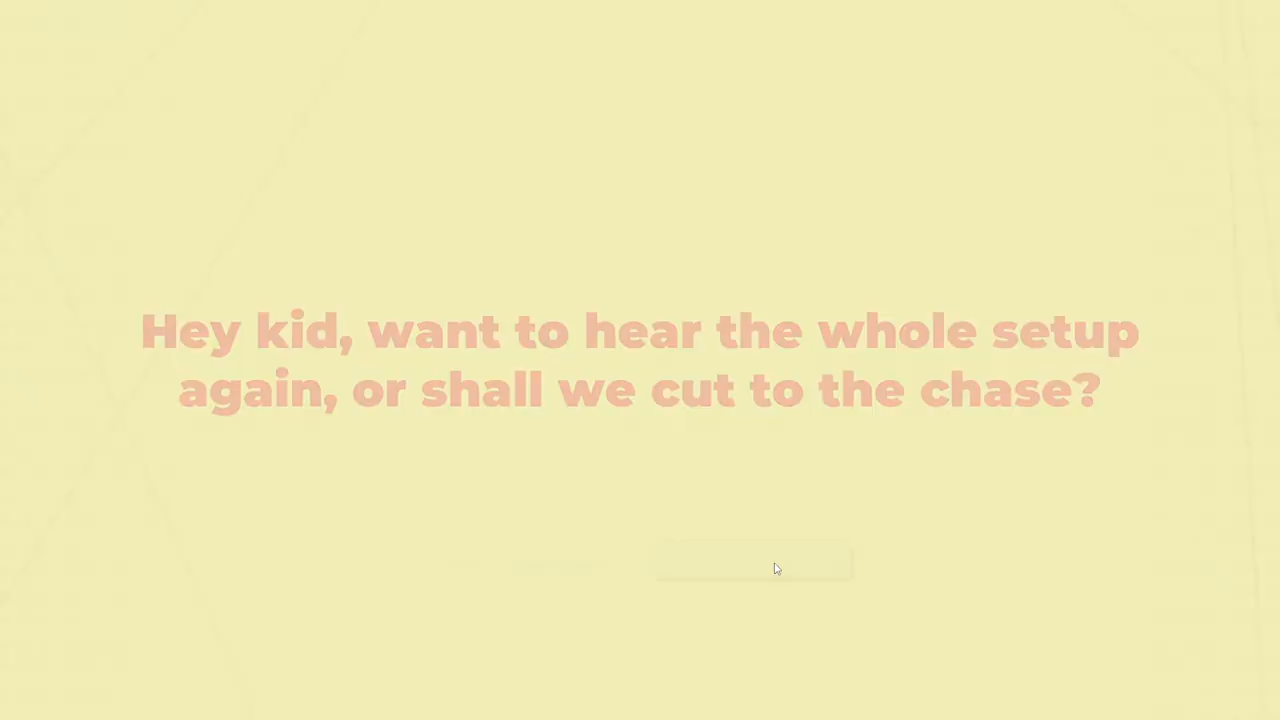 Hey kid, want to hear the whole setup
again, or shall we cut to the chase?